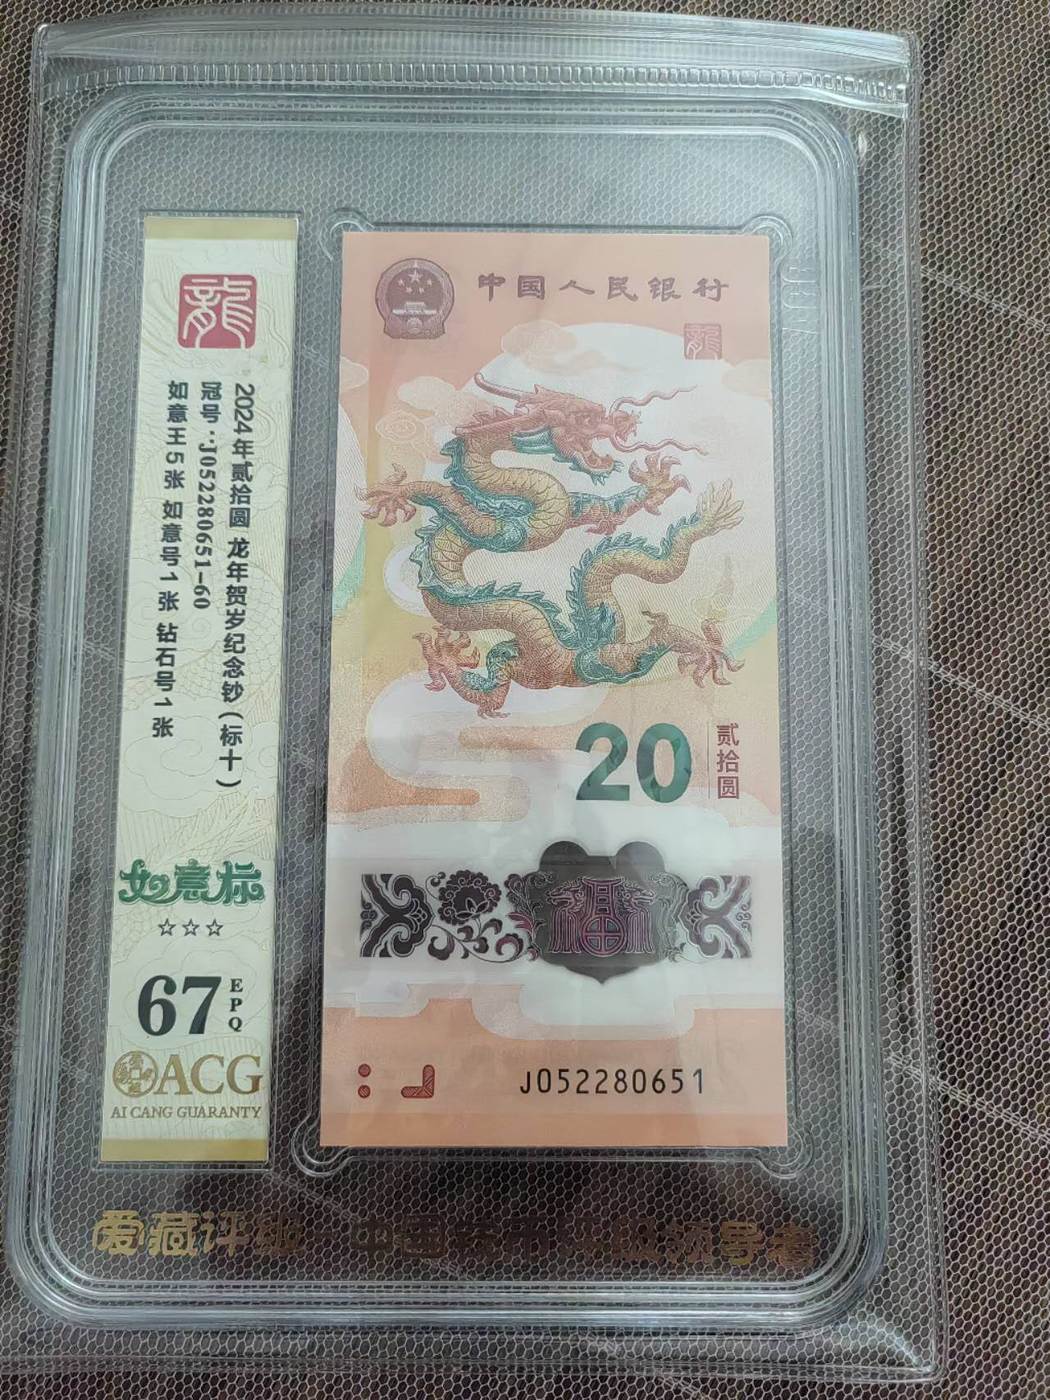 龍
2024年贰拾圆 龙年贺岁纪念钞(标十)
冠号:J052280651-60
如意王5张 如意号1张 钻石号1张
如意标
☆☆☆
67
EPQ
ACG
AI CANG GUARANTY
中国人民银行
龍
20
贰拾圆
福
J052280651
爱藏评级